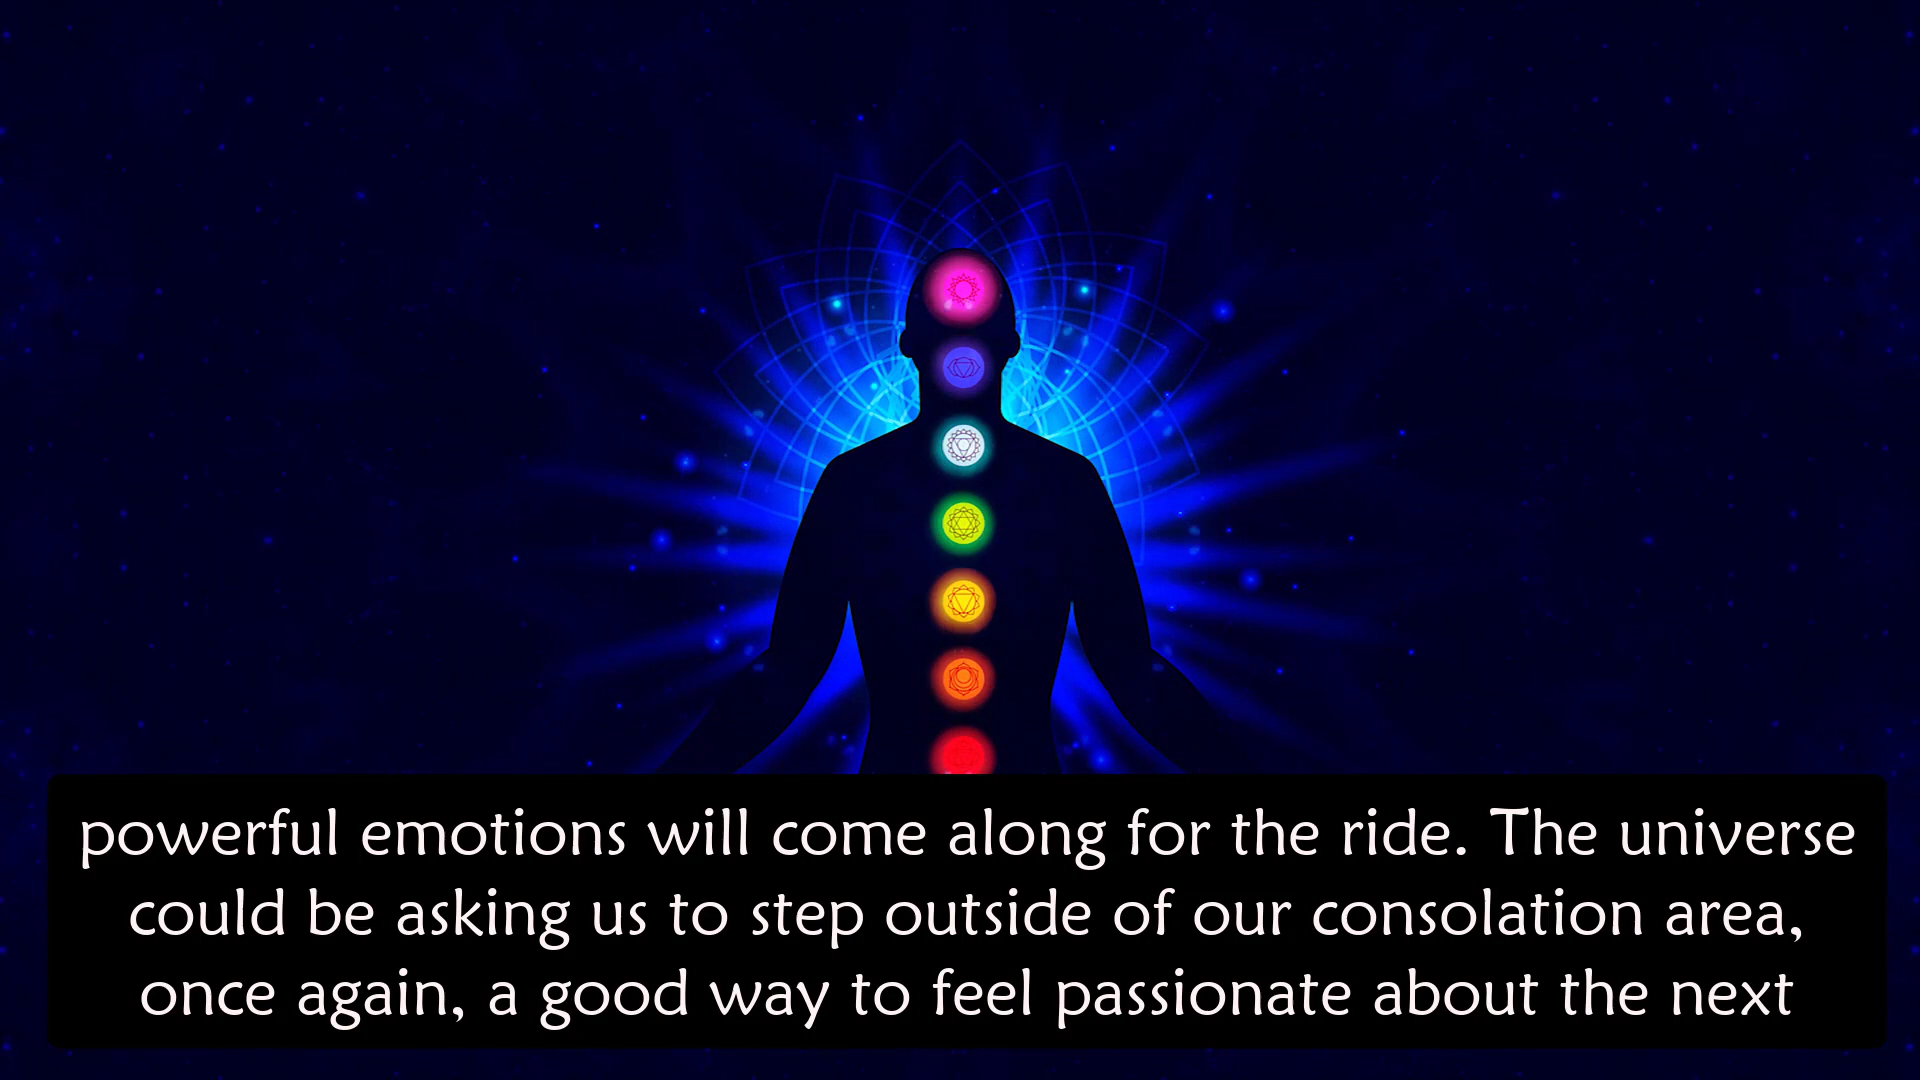 powerful emotions will come along for the ride. The universe
could be asking us to step outside of our consolation area,
once again, a good way to feel passionate about the next